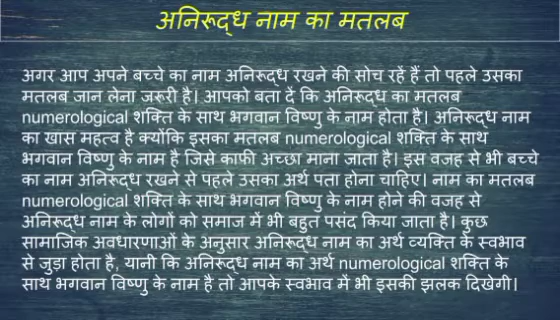 अनिरूद्ध नाम का मतलब
अगर आप अपने बच्चे का नाम अनिरूद्ध रखने की सोच रहें हैं तो पहले उसका
मतलब जान लेना जरूरी है। आपको बता दें कि अनिरूद्ध का मतलब
numerological शक्ति के साथ भगवान विष्णु के नाम होता है। अनिरूद्ध नाम
का खास महत्व है क्योंकि इसका मतलब numerological शक्ति के साथ
भगवान विष्णु के नाम है जिसे काफी अच्छा माना जाता है। इस वजह से भी बच्चे
का नाम अनिरूद्ध रखने से पहले उसका अर्थ पता होना चाहिए। नाम का मतलब
numerological शक्ति के साथ भगवान विष्णु के नाम होने की वजह से
अनिरूद्ध नाम के लोगों को समाज में भी बहुत पसंद किया जाता है। कुछ
सामाजिक अवधारणाओं के अनुसार अनिरूद्ध नाम का अर्थ व्यक्ति के स्वभाव
से जुड़ा होता है, यानी कि अनिरूद्ध नाम का अर्थ numerological शक्ति के
साथ भगवान विष्णु के नाम है तो आपके स्वभाव में भी इसकी झलक दिखेगी।